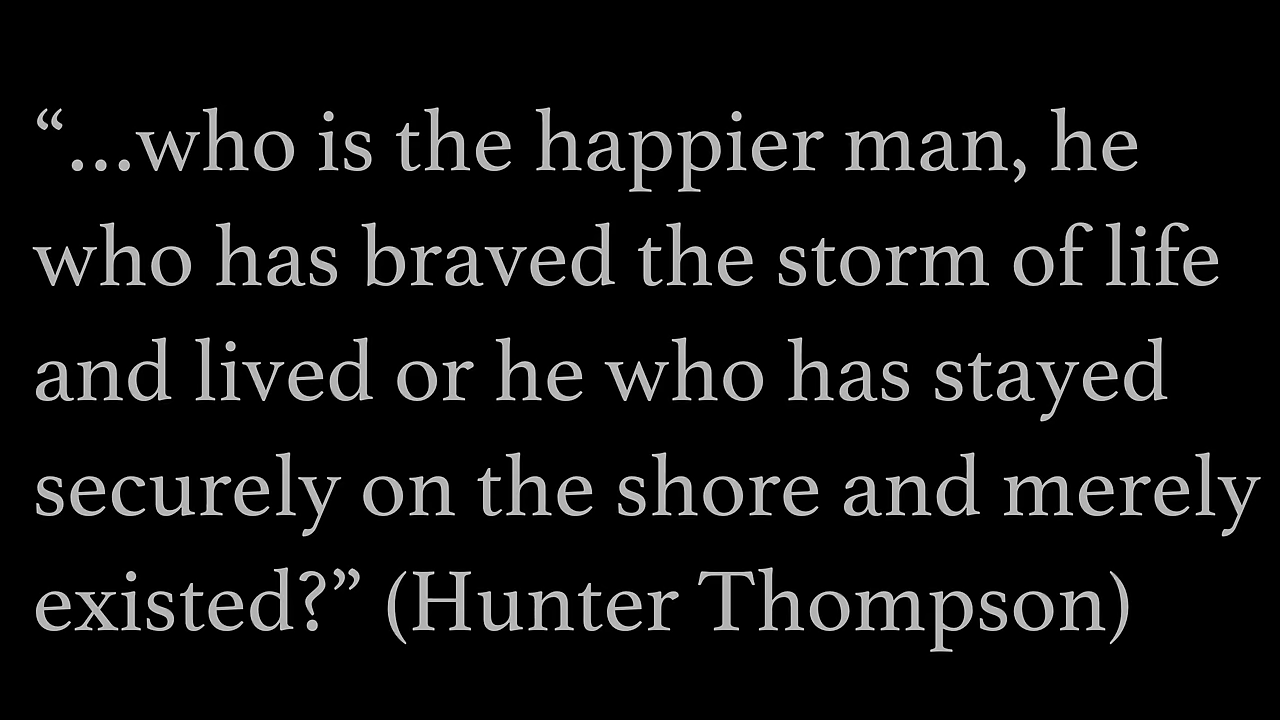 “...who is the happier man, he
who has braved the storm of life
and lived or he who has stayed
securely on the shore and merely
existed?” (Hunter Thompson)